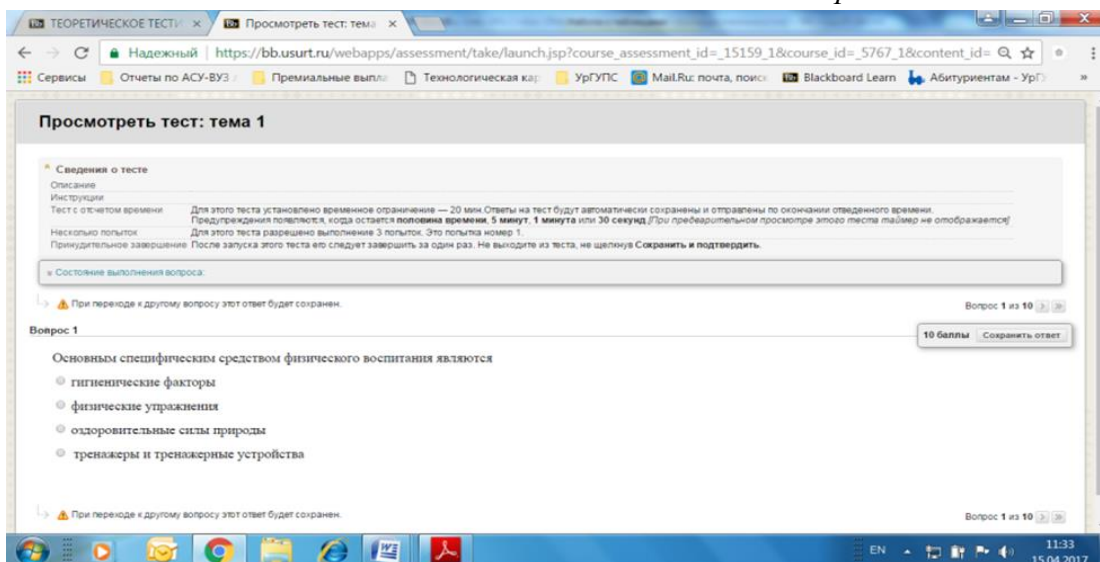 ТЕОРЕТИЧЕСКОЕ ТЕСТИ
Просмотреть тест: тема
Надежный | https://bb.usurt.ru/webapps/assessment/take/launch.jsp?course_assessment_id=_15159_1&course_id=_5767_1&content_id=
Сервисы Отчеты по АСУ-ВУЗ Премиальные выпла Технологическая кар УрГУПС Mail.Ru: почта, поиск Blackboard Learn Абитуриентам - УрГ
Просмотреть тест: тема 1
Сведения о тесте
Описание
Инструкции
Тест с отсчетом времени Для этого теста установлено временное ограничение — 20 мин.Ответы на тест будут автоматически сохранены и отправлены по окончании отведенного времени.
Предупреждения появляются, когда остается половина времени, 5 минут, 1 минута или 30 секунд.[При предварительном просмотре этого теста таймер не отображается]
Несколько попыток Для этого теста разрешено выполнение 3 попыток. Это попытка номер 1.
Принудительное завершение После запуска этого теста его следует завершить за один раз. Не выходите из теста, не щелкнув Сохранить и подтвердить.
Состояние выполнения вопроса:
При переходе к другому вопросу этот ответ будет сохранен.
Вопрос 1 из 10
Вопрос 1
10 баллы Сохранить ответ
Основным специфическим средством физического воспитания являются
гигиенические факторы
физические упражнения
оздоровительные силы природы
тренажеры и тренажерные устройства
При переходе к другому вопросу этот ответ будет сохранен.
Вопрос 1 из 10
EN
11:33
15.04.2017